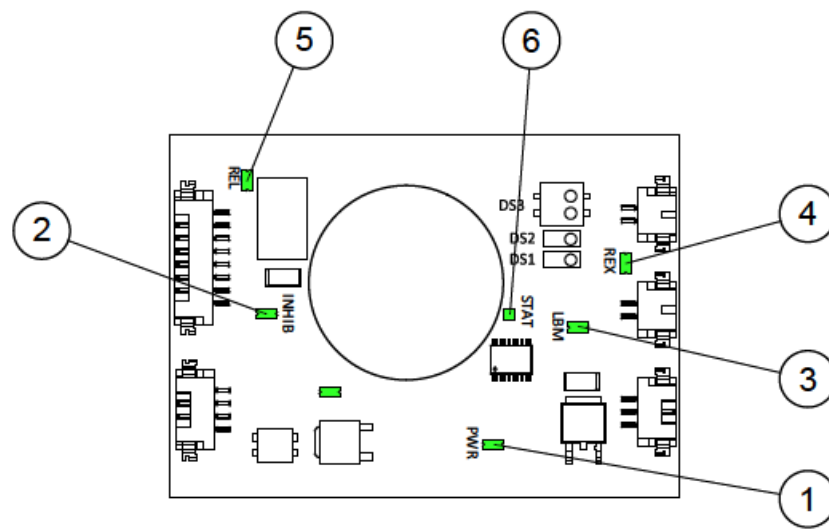 5
6
REL
DS3
2
4
DS2
DS1
REX
INHIB
STAT
LBM
3
PWR
1